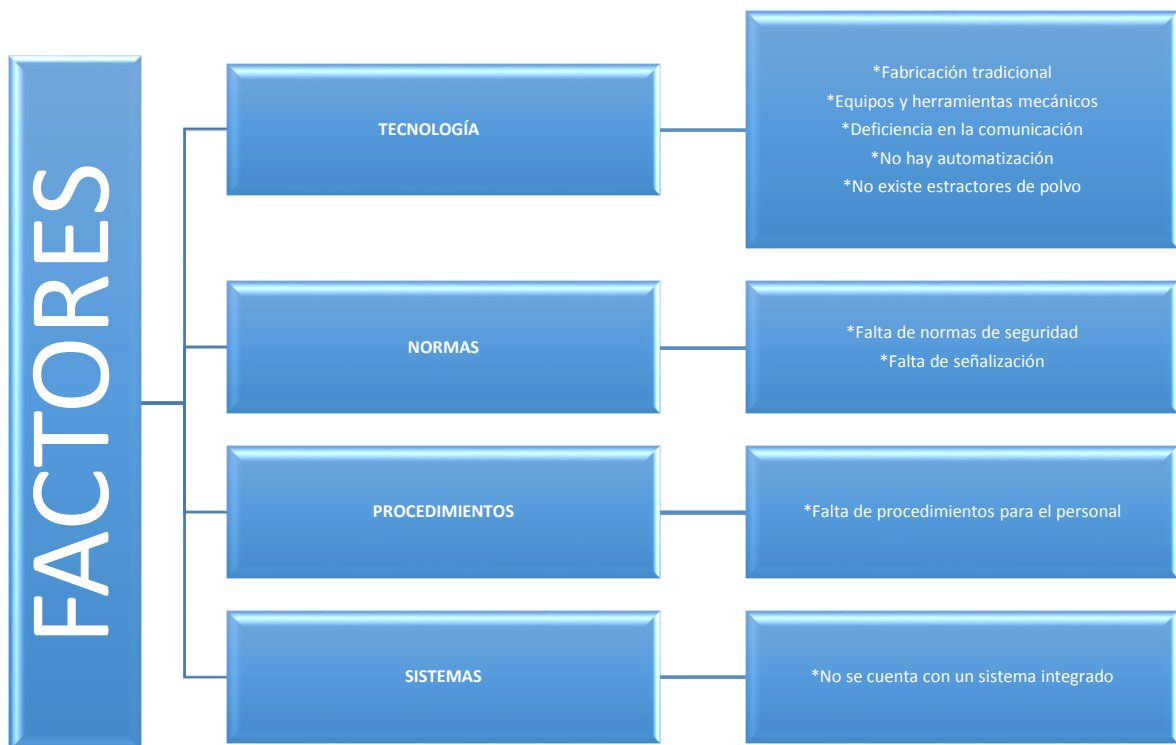 FACTORES
TECNOLOGÍA
*Fabricación tradicional
*Equipos y herramientas mecánicos
*Deficiencia en la comunicación
*No hay automatización
*No existe estractores de polvo
NORMAS
*Falta de normas de seguridad
*Falta de señalización
PROCEDIMIENTOS
*Falta de procedimientos para el personal
SISTEMAS
*No se cuenta con un sistema integrado